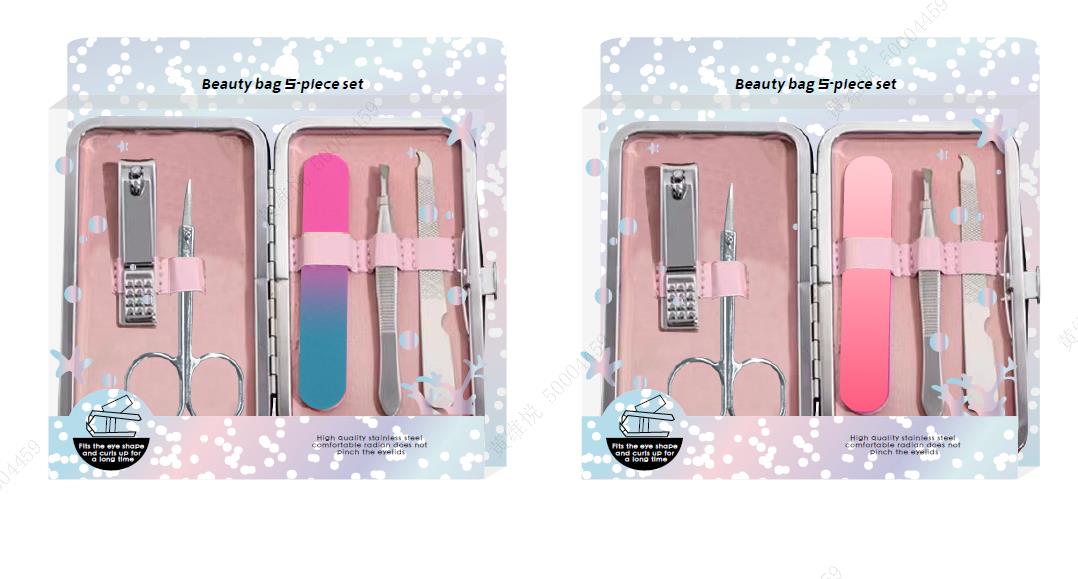 Beauty bag 5-piece set
Fits the eye shape
and curls up for
a long time
High Quality stainless steel
comfortable radian does not
pinch the eyelids
Beauty bag 5-piece set
Fits the eye shape
and curls up for
a long time
High Quality stainless steel
comfortable radian does not
pinch the eyelids
50004459